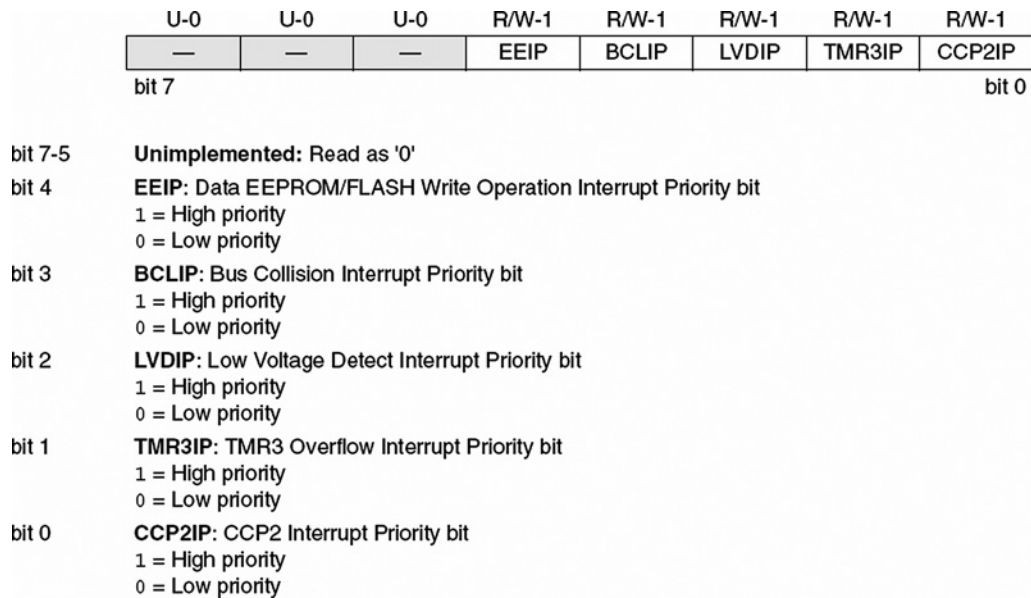 U-0 U-0 U-0 R/W-1 R/W-1 R/W-1 R/W-1 R/W-1
— — — EEIP BCLIP LVDIP TMR3IP CCP2IP
bit 7 bit 0
bit 7-5 Unimplemented: Read as '0'
bit 4 EEIP: Data EEPROM/FLASH Write Operation Interrupt Priority bit
1 = High priority
0 = Low priority
bit 3 BCLIP: Bus Collision Interrupt Priority bit
1 = High priority
0 = Low priority
bit 2 LVDIP: Low Voltage Detect Interrupt Priority bit
1 = High priority
0 = Low priority
bit 1 TMR3IP: TMR3 Overflow Interrupt Priority bit
1 = High priority
0 = Low priority
bit 0 CCP2IP: CCP2 Interrupt Priority bit
1 = High priority
0 = Low priority